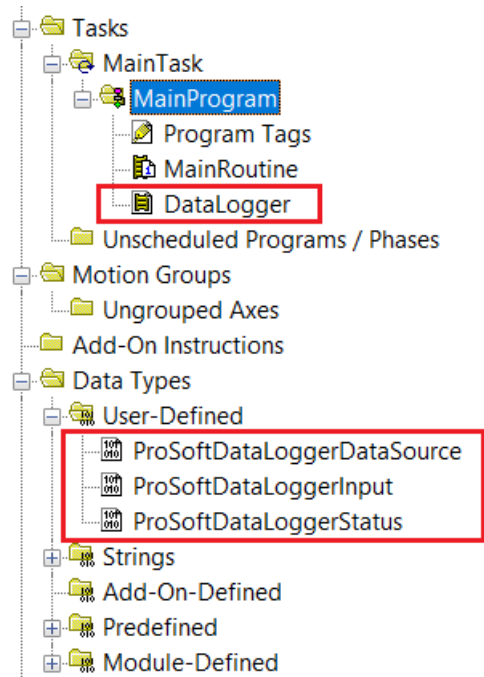 Tasks
MainTask
MainProgram
Program Tags
MainRoutine
DataLogger
Unscheduled Programs / Phases
Motion Groups
Ungrouped Axes
Add-On Instructions
Data Types
User-Defined
ProSoftDataLoggerDataSource
ProSoftDataLoggerInput
ProSoftDataLoggerStatus
Strings
Add-On-Defined
Predefined
Module-Defined